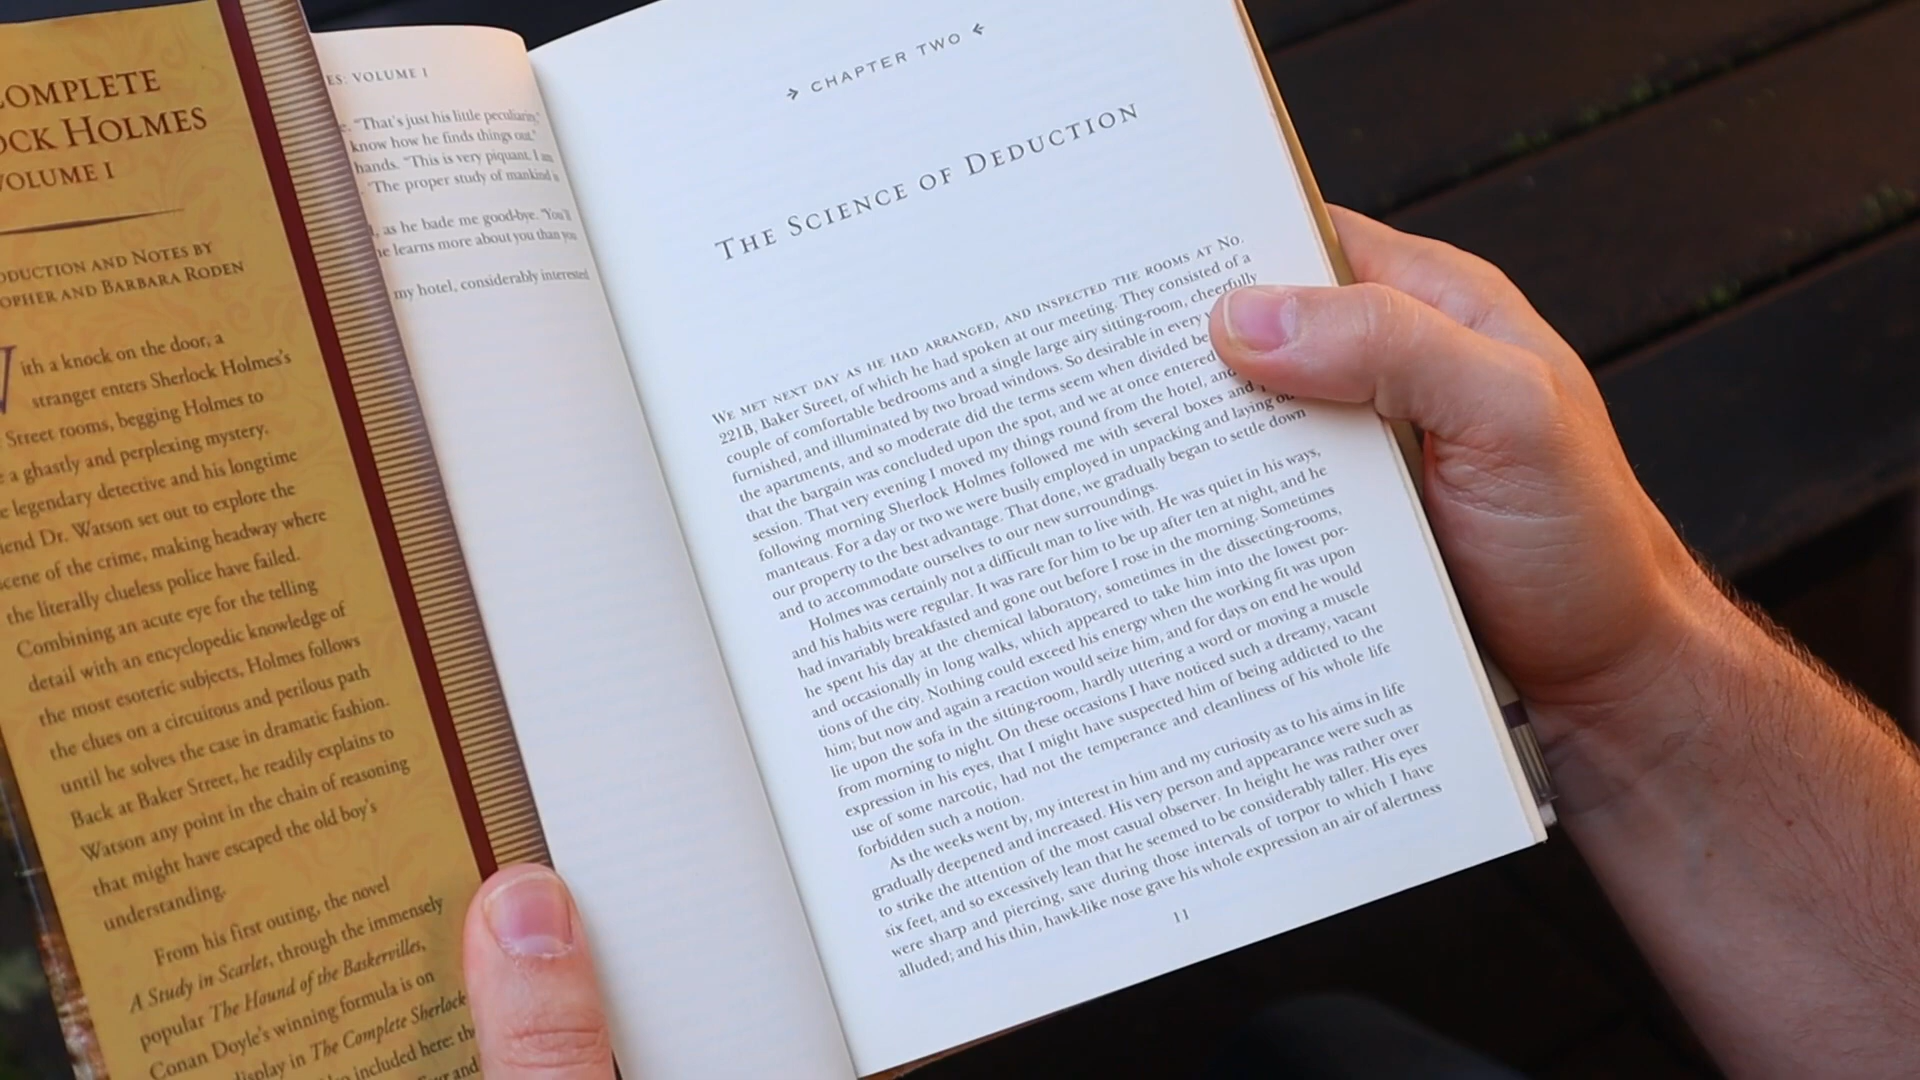 COMPLETE
OCK HOLMES
VOLUME I
ODUCTION AND NOTES BY
OPHER AND BARBARA RODEN
With a knock on the door, a
stranger enters Sherlock Holmes's
Street rooms, begging Holmes to
a ghastly and perplexing mystery.
legendary detective and his longtime
iend Dr. Watson set out to explore the
scene of the crime, making headway where
the literally clueless police have failed.
Combining an acute eye for the telling
detail with an encyclopedic knowledge of
the most esoteric subjects, Holmes follows
the clues on a circuitous and perilous path
until he solves the case in dramatic fashion.
Back at Baker Street, he readily explains to
Watson any point in the chain of reasoning
that might have escaped the old boy's
understanding.
From his first outing, the novel
A Study in Scarlet, through the immensely
popular The Hound of the Baskervilles,
Conan Doyle's winning formula is on
display in The Complete Sherlock
included here: the
and
ES: VOLUME I
"That's just his little peculiarity,"
know how he finds things out."
hands. "This is very piquant. I am
"The proper study of mankind is
, as he bade me good-bye. "You'll
he learns more about you than you
my hotel, considerably interested
CHAPTER TWO
THE SCIENCE OF DEDUCTION
WE MET NEXT DAY AS HE HAD ARRANGED, AND INSPECTED THE ROOMS AT NO.
221B, Baker Street, of which he had spoken at our meeting. They consisted of a
couple of comfortable bedrooms and a single large airy sitting-room, cheerfully
furnished, and illuminated by two broad windows. So desirable in every
the apartments, and so moderate did the terms seem when divided be
that the bargain was concluded upon the spot, and we at once entered
session. That very evening I moved my things round from the hotel, and
following morning Sherlock Holmes followed me with several boxes and
manteaus. For a day or two we were busily employed in unpacking and laying out
our property to the best advantage. That done, we gradually began to settle down
and to accommodate ourselves to our new surroundings.
Holmes was certainly not a difficult man to live with. He was quiet in his ways,
and his habits were regular. It was rare for him to be up after ten at night, and he
had invariably breakfasted and gone out before I rose in the morning. Sometimes
he spent his day at the chemical laboratory, sometimes in the dissecting-rooms,
and occasionally in long walks, which appeared to take him into the lowest por-
tions of the city. Nothing could exceed his energy when the working fit was upon
him; but now and again a reaction would seize him, and for days on end he would
lie upon the sofa in the sitting-room, hardly uttering a word or moving a muscle
from morning to night. On these occasions I have noticed such a dreamy, vacant
expression in his eyes, that I might have suspected him of being addicted to the
use of some narcotic, had not the temperance and cleanliness of his whole life
forbidden such a notion.
As the weeks went by, my interest in him and my curiosity as to his aims in life
gradually deepened and increased. His very person and appearance were such as
to strike the attention of the most casual observer. In height he was rather over
six feet, and so excessively lean that he seemed to be considerably taller. His eyes
were sharp and piercing, save during those intervals of torpor to which I have
alluded; and his thin, hawk-like nose gave his whole expression an air of alertness
11